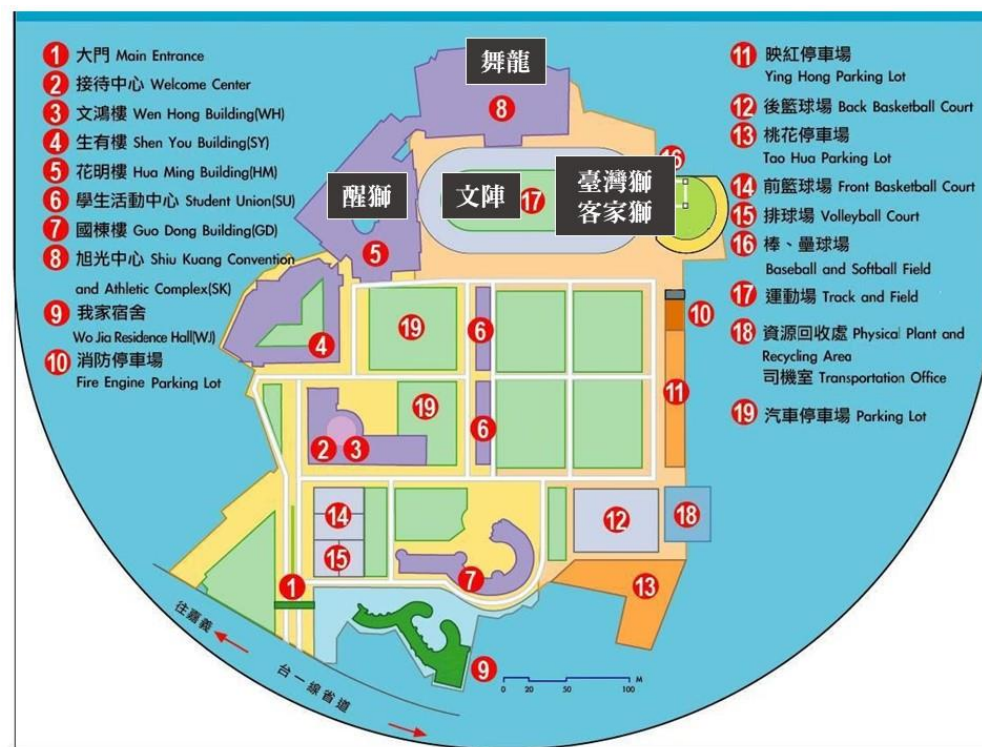 1 大門 Main Entrance
2 接待中心 Welcome Center
3 文鴻樓 Wen Hong Building(WH)
4 生有樓 Shen You Building(SY)
5 花明樓 Hua Ming Building(HM)
6 學生活動中心 Student Union(SU)
7 國棟樓 Guo Dong Building(GD)
8 旭光中心 Shiu Kuang Convention
and Athletic Complex(SK)
9 我家宿舍
Wo Jia Residence Hall(WJ)
10 消防停車場
Fire Engine Parking Lot
11 映紅停車場
Ying Hong Parking Lot
12 後籃球場 Back Basketball Court
13 桃花停車場
Tao Hua Parking Lot
14 前籃球場 Front Basketball Court
15 排球場 Volleyball Court
16 棒、壘球場
Baseball and Softball Field
17 運動場 Track and Field
18 資源回收處 Physical Plant and
Recycling Area
司機室 Transportation Office
19 汽車停車場 Parking Lot
舞龍
8
16
醒獅
文陣
17
臺灣獅
客家獅
5
19
6
10
4
19
6
11
2
3
14
12
18
15
7
1
13
9
往嘉義
台一線省道
0 20 50 100 M